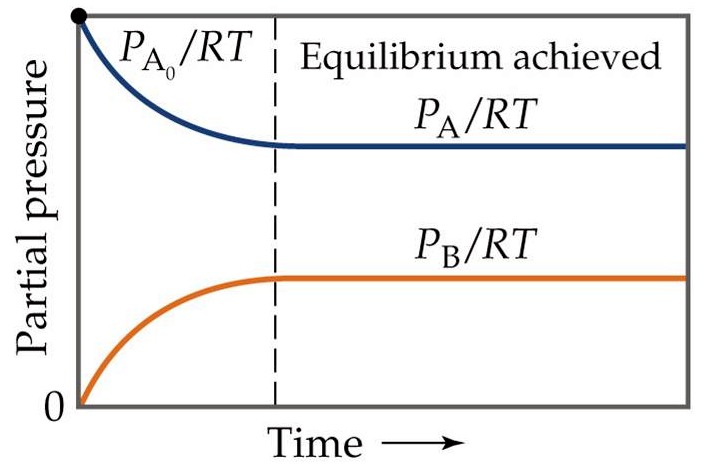 P_A₀/RT
Equilibrium achieved
P_A/RT
P_B/RT
Partial pressure
0
Time →